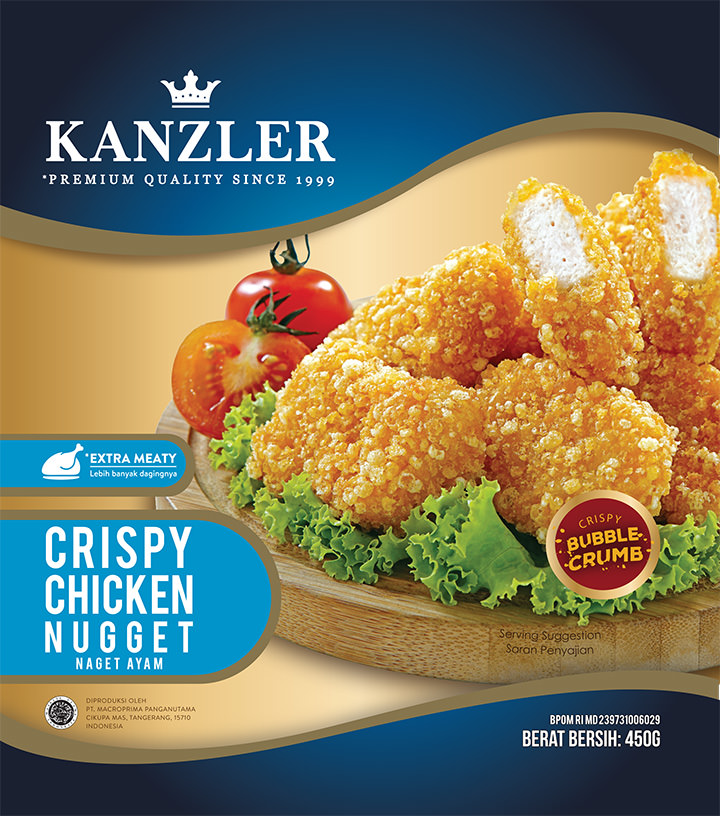 KANZLER
*PREMIUM QUALITY SINCE 1999
*EXTRA MEATY
Lebih banyak dagingnya
CRISPY
CHICKEN
NUGGET
NAGET AYAM
CRISPY
BUBBLE
CRUMB
Serving Suggestion
Saran Penyajian
DIPRODUKSI OLEH
PT. MACROPRIMA PANGANUTAMA
CIKUPA MAS, TANGERANG, 15710
INDONESIA
BPOM RI MD 239731006029
BERAT BERSIH: 450G